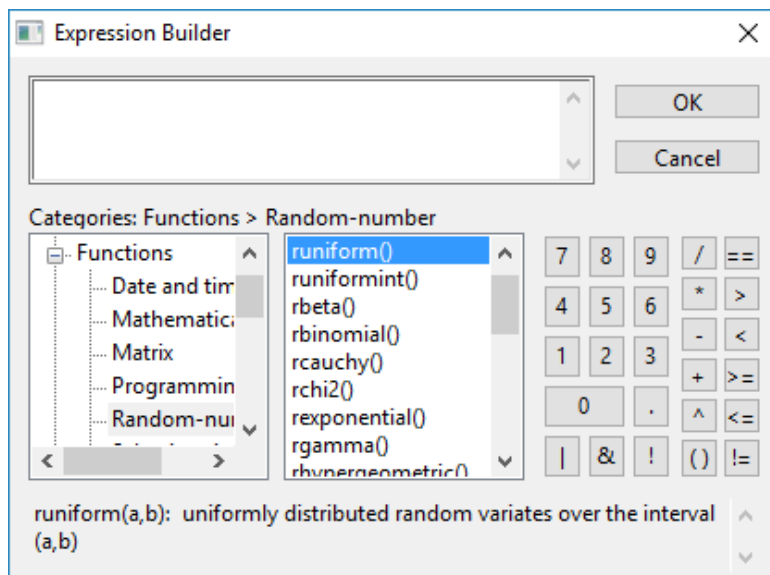 Expression Builder
OK
Cancel
Categories: Functions > Random-number
Functions
Date and tim
Mathematica
Matrix
Programmin
Random-nu
runiform()
runiformint()
rbeta()
rbinomial()
rcauchy()
rchi2()
rexponential()
rgamma()
rhypergeometric()
7 8 9 / ==
4 5 6 * >
1 2 3 - <
+ >=
0 . ^ <=
| & ! () !=
runiform(a,b): uniformly distributed random variates over the interval
(a,b)